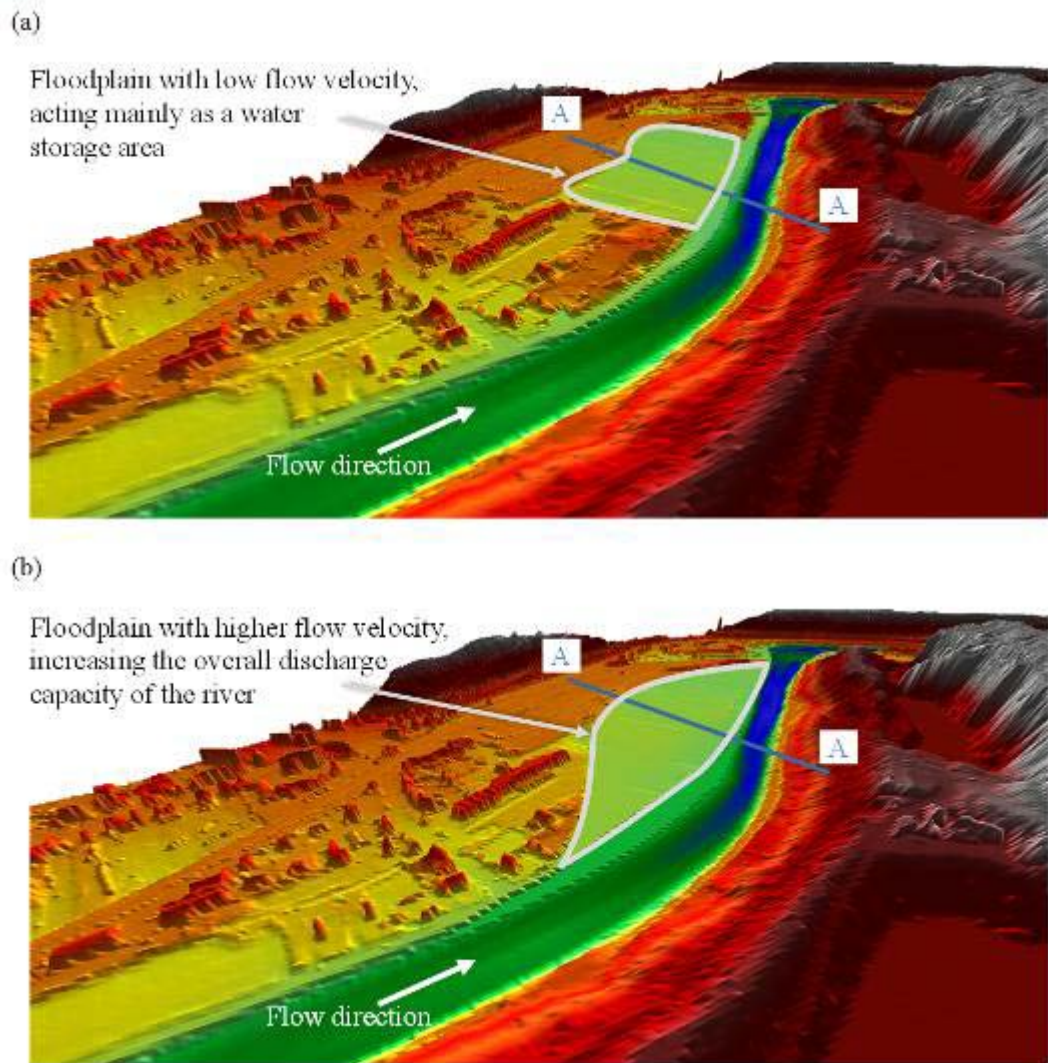 (a)
Floodplain with low flow velocity,
acting mainly as a water
storage area
A
A
Flow direction
(b)
Floodplain with higher flow velocity,
increasing the overall discharge
capacity of the river
A
A
Flow direction